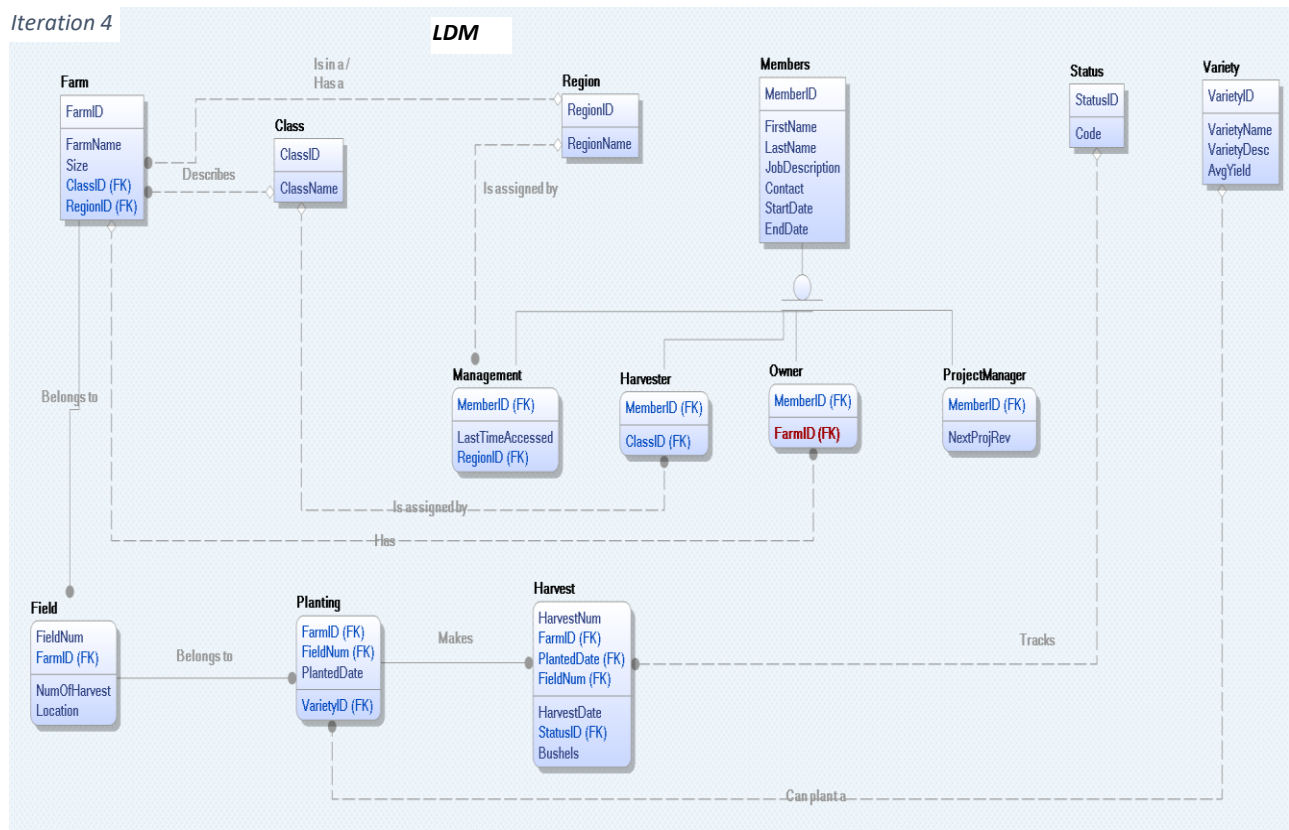 Iteration 4
LDM
Is in a /
Has a
Farm
FarmID
FarmName
Size
ClassID (FK)
RegionID (FK)
Describes
Class
ClassID
ClassName
Region
RegionID
RegionName
Is assigned by
Members
MemberID
FirstName
LastName
JobDescription
Contact
StartDate
EndDate
Status
StatusID
Code
Variety
VarietyID
VarietyName
VarietyDesc
AvgYield
Belongs to
Management
MemberID (FK)
LastTimeAccessed
RegionID (FK)
Harvester
MemberID (FK)
ClassID (FK)
Owner
MemberID (FK)
FarmID (FK)
ProjectManager
MemberID (FK)
NextProjRev
Is assigned by
Has
Field
FieldNum
FarmID (FK)
NumOfHarvest
Location
Belongs to
Planting
FarmID (FK)
FieldNum (FK)
PlantedDate
VarietyID (FK)
Makes
Harvest
HarvestNum
FarmID (FK)
PlantedDate (FK)
FieldNum (FK)
HarvestDate
StatusID (FK)
Bushels
Tracks
Can plant a